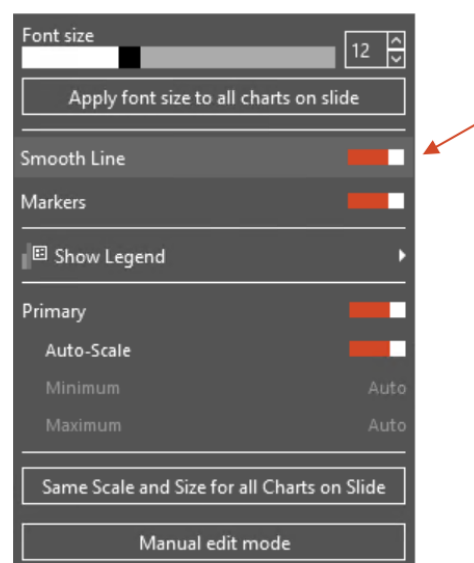 Font size
12
Apply font size to all charts on slide
Smooth Line
Markers
Show Legend
Primary
Auto-Scale
Minimum Auto
Maximum Auto
Same Scale and Size for all Charts on Slide
Manual edit mode